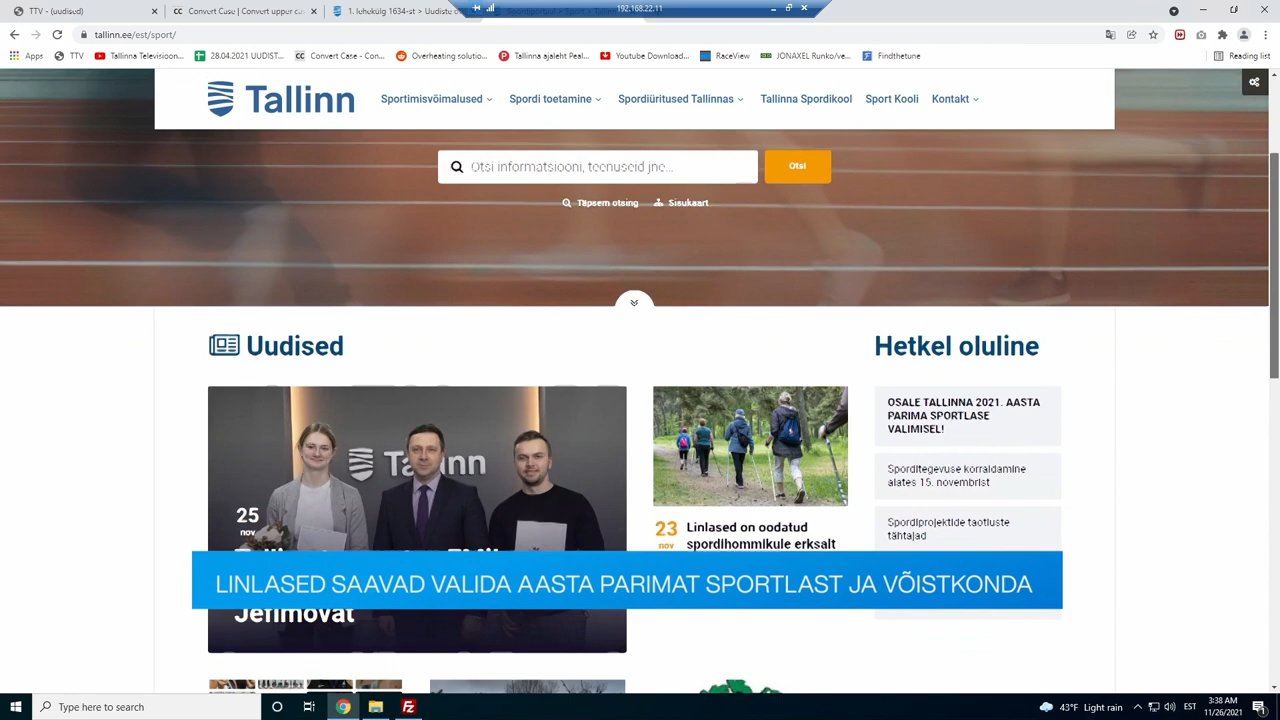 TTV - (uudised)
Convert Case | Convert upper ca
1. lehekülg 1634-st - Uudiste cr
192.168.22.11
tallinn.ee/est/sport/
Apps
TTV
Tallinna Television...
28.04.2021 UUDIST...
Convert Case - Con...
Overheating solutio...
Tallinna ajaleht Peal...
Youtube Download...
RaceView
JONAXEL Runko/ve...
Findthetune
Reading list
Tallinn
Sportimisvõimalused
Spordi toetamine
Spordiüritused Tallinnas
Tallinna Spordikool
Sport Kooli
Kontakt
Otsi informatsiooni, teenuseid jne...
Otsi
Täpsem otsing
Sisukaart
Uudised
Tallinn
25
nov
Jefimovat
23
nov
Linlased on oodatud
spordihommikule erksalt
Hetkel oluline
OSALE TALLINNA 2021. AASTA
PARIMA SPORTLASE
VALIMISEL!
Sporditegevuse korraldamine
alates 15. novembrist
Spordiprojektide taotluste
tähtajad
LINLASED SAAVAD VALIDA AASTA PARIMAT SPORTLAST JA VÕISTKONDA
Type here to search
43°F Light rain
EST
3:38 AM
11/26/2021